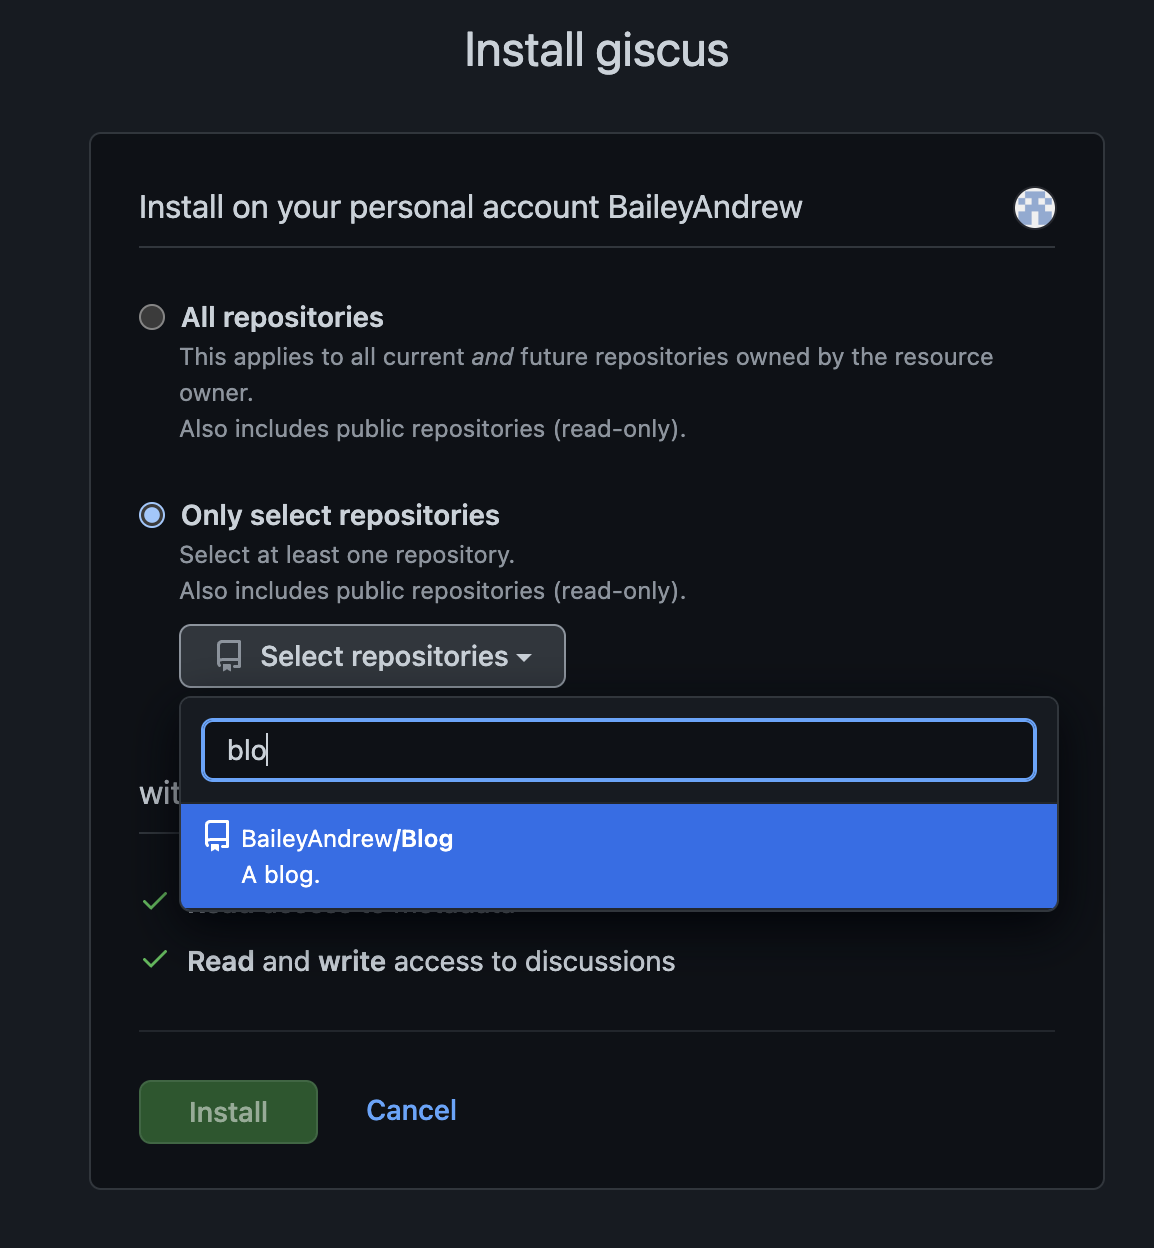 Install giscus
Install on your personal account BaileyAndrew
All repositories
This applies to all current and future repositories owned by the resource
owner.
Also includes public repositories (read-only).
Only select repositories
Select at least one repository.
Also includes public repositories (read-only).
Select repositories
blo
BaileyAndrew/Blog
A blog.
Read and write access to discussions
Install
Cancel